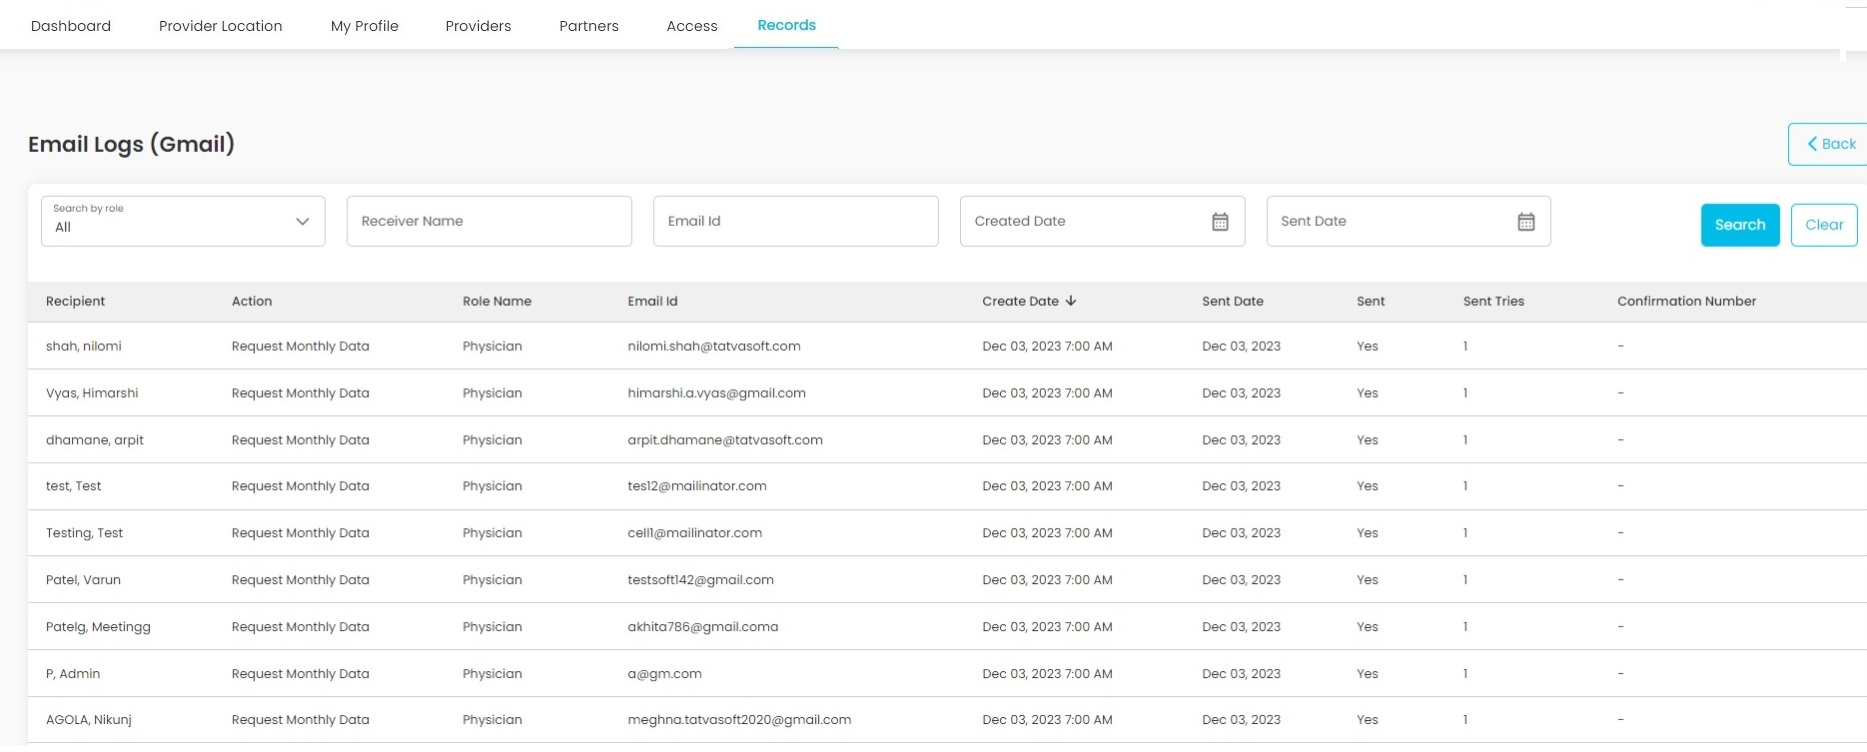 Dashboard Provider Location My Profile Providers Partners Access Records
Email Logs (Gmail)
Back
Search by role
All
Receiver Name
Email Id
Created Date
Sent Date
Search
Clear
Recipient Action Role Name Email Id Create Date Sent Date Sent Sent Tries Confirmation Number
shah, nilomi Request Monthly Data Physician nilomi.shah@tatvasoft.com Dec 03, 2023 7:00 AM Dec 03, 2023 Yes 1 -
Vyas, Himarshi Request Monthly Data Physician himarshi.a.vyas@gmail.com Dec 03, 2023 7:00 AM Dec 03, 2023 Yes 1 -
dhamane, arpit Request Monthly Data Physician arpit.dhamane@tatvasoft.com Dec 03, 2023 7:00 AM Dec 03, 2023 Yes 1 -
test, Test Request Monthly Data Physician tes12@mailinator.com Dec 03, 2023 7:00 AM Dec 03, 2023 Yes 1 -
Testing, Test Request Monthly Data Physician cell1@mailinator.com Dec 03, 2023 7:00 AM Dec 03, 2023 Yes 1 -
Patel, Varun Request Monthly Data Physician testsoft142@gmail.com Dec 03, 2023 7:00 AM Dec 03, 2023 Yes 1 -
Patelg, Meetingg Request Monthly Data Physician akhita786@gmail.coma Dec 03, 2023 7:00 AM Dec 03, 2023 Yes 1 -
P, Admin Request Monthly Data Physician a@gm.com Dec 03, 2023 7:00 AM Dec 03, 2023 Yes 1 -
AGOLA, Nikunj Request Monthly Data Physician meghna.tatvasoft2020@gmail.com Dec 03, 2023 7:00 AM Dec 03, 2023 Yes 1 -